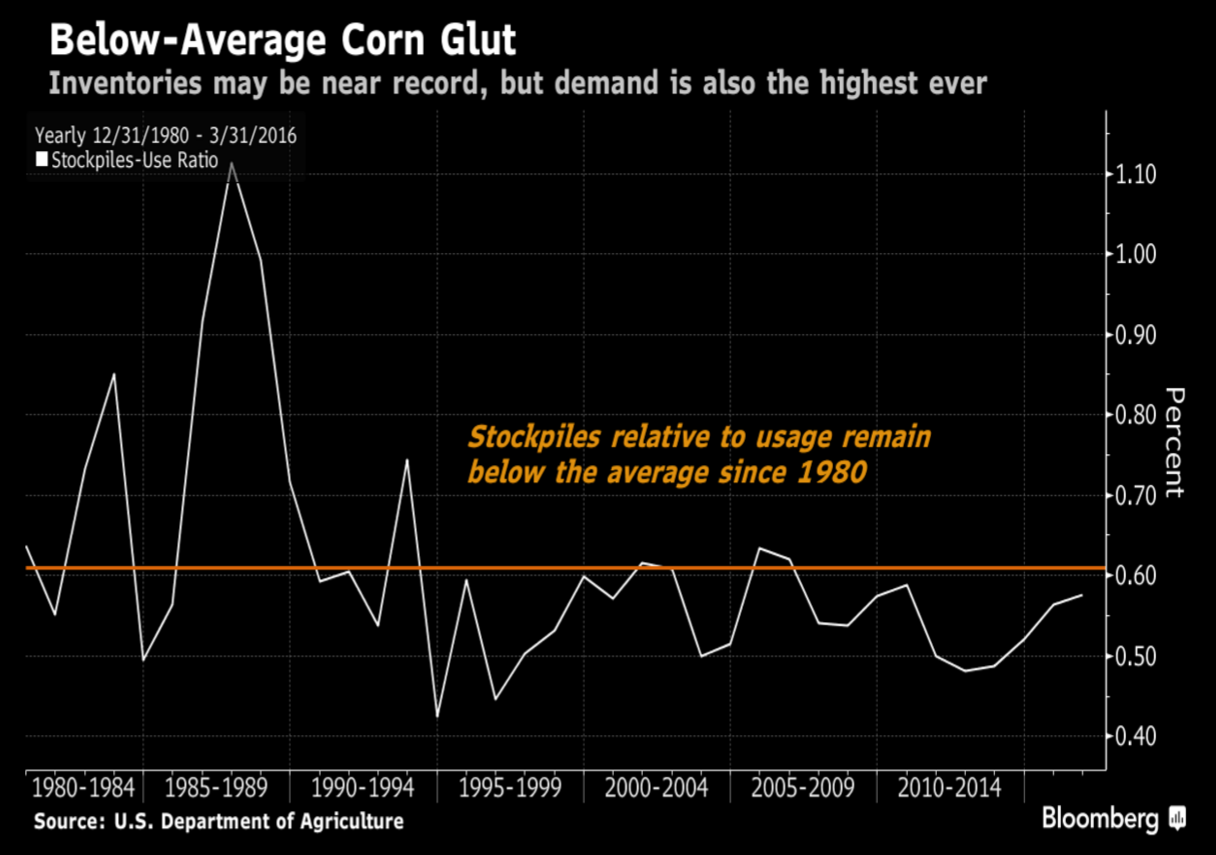 Below-Average Corn Glut
Inventories may be near record, but demand is also the highest ever
Yearly 12/31/1980 - 3/31/2016
Stockpiles-Use Ratio
1.10
1.00
0.90
0.80
0.70
0.60
0.50
0.40
Percent
Stockpiles relative to usage remain
below the average since 1980
1980-1984 1985-1989 1990-1994 1995-1999 2000-2004 2005-2009 2010-2014
Source: U.S. Department of Agriculture
Bloomberg